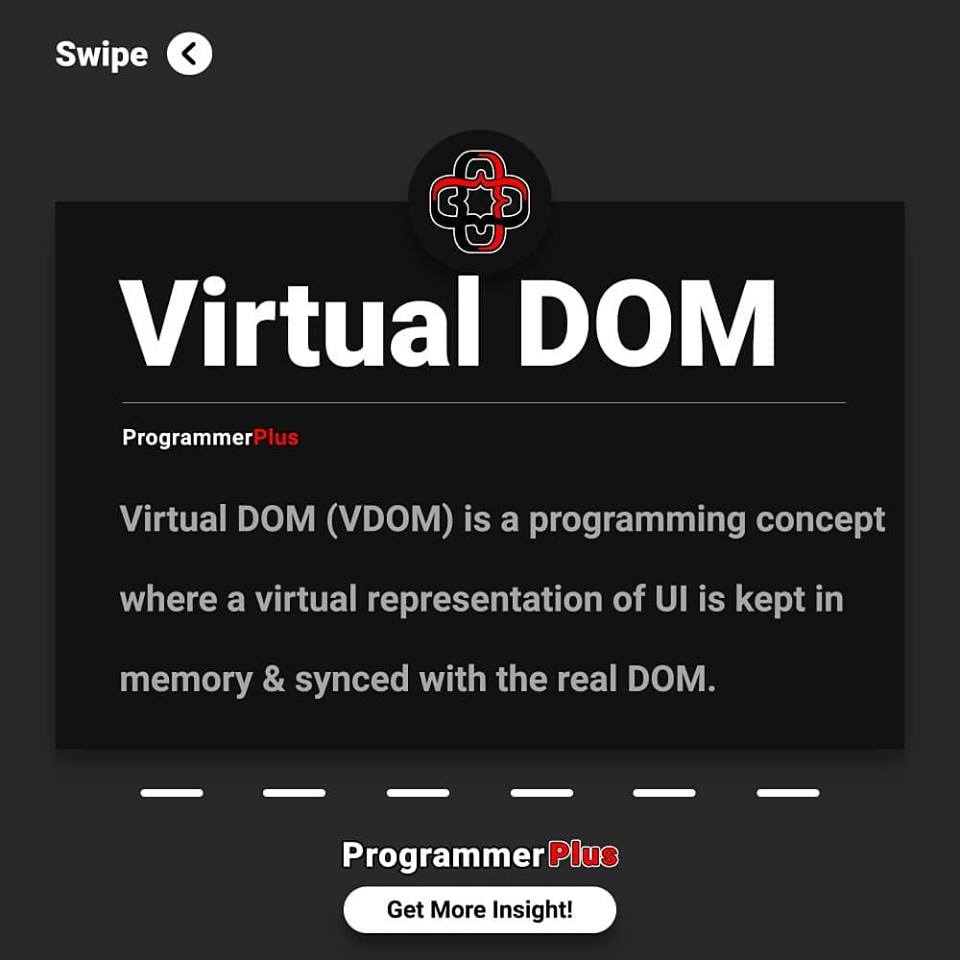 Swipe
Virtual DOM
ProgrammerPlus
Virtual DOM (VDOM) is a programming concept
where a virtual representation of UI is kept in
memory & synced with the real DOM.
ProgrammerPlus
Get More Insight!